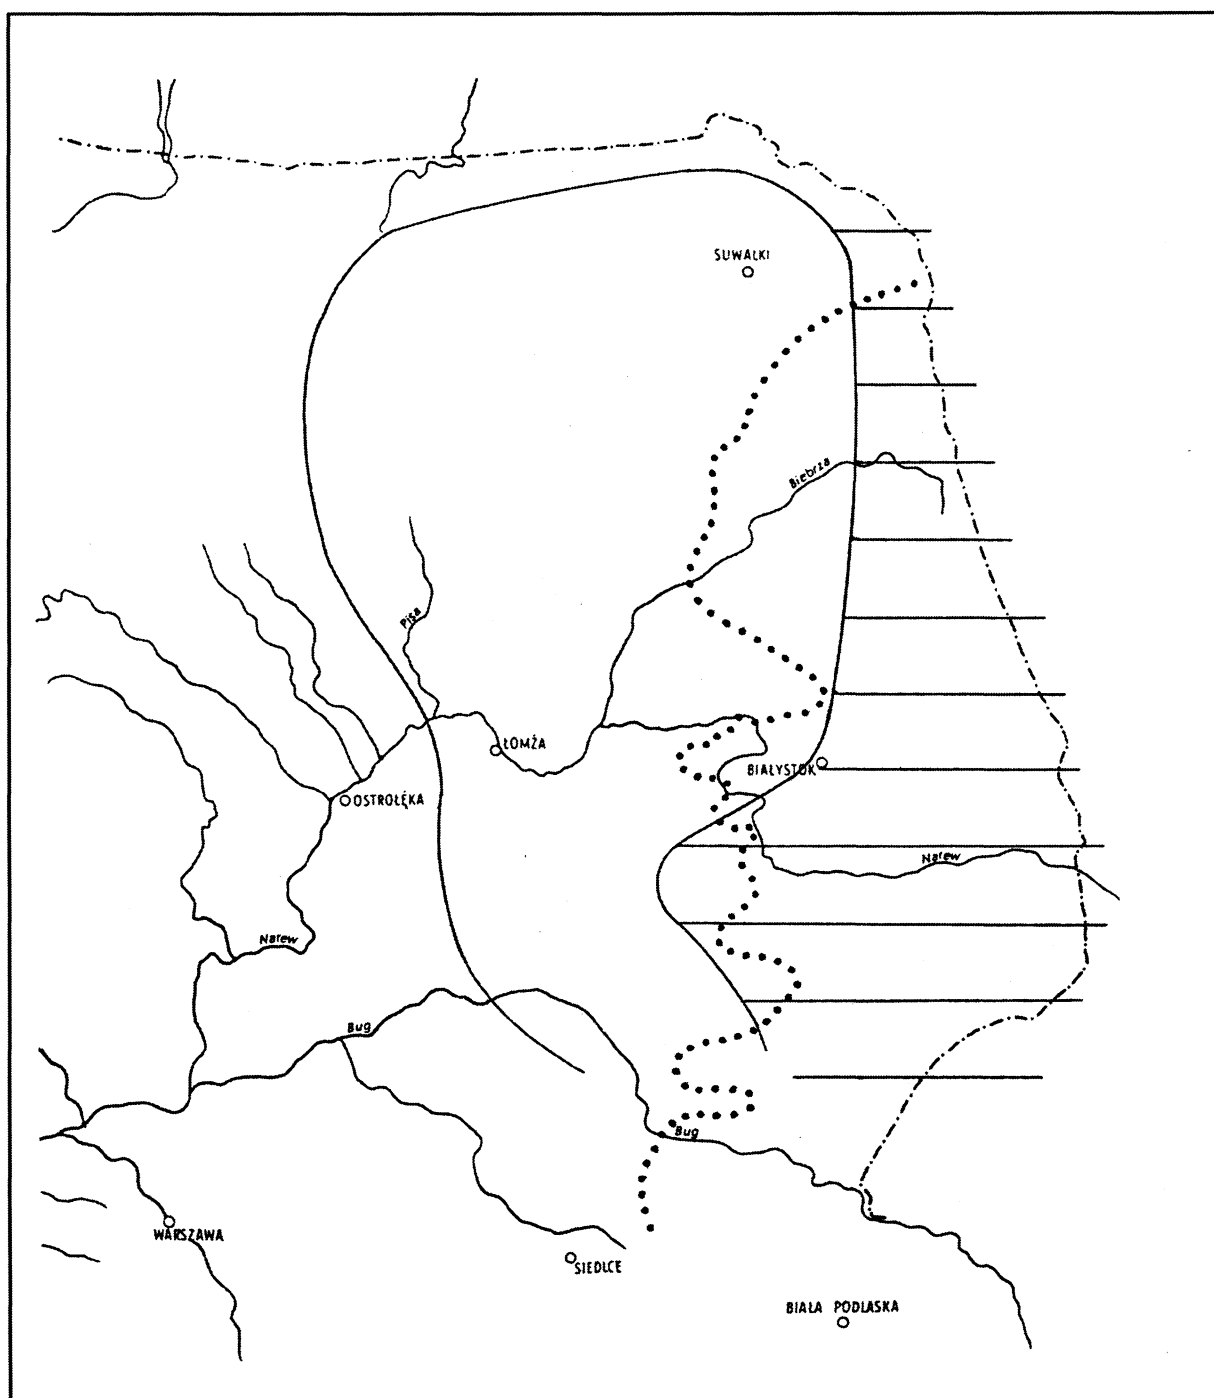 SUWAŁKI
Biebrza
Pisa
ŁOMŻA
BIAŁYSTOK
OSTROŁĘKA
Narew
Narew
Bug
Bug
WARSZAWA
SIEDLCE
BIAŁA PODLASKA